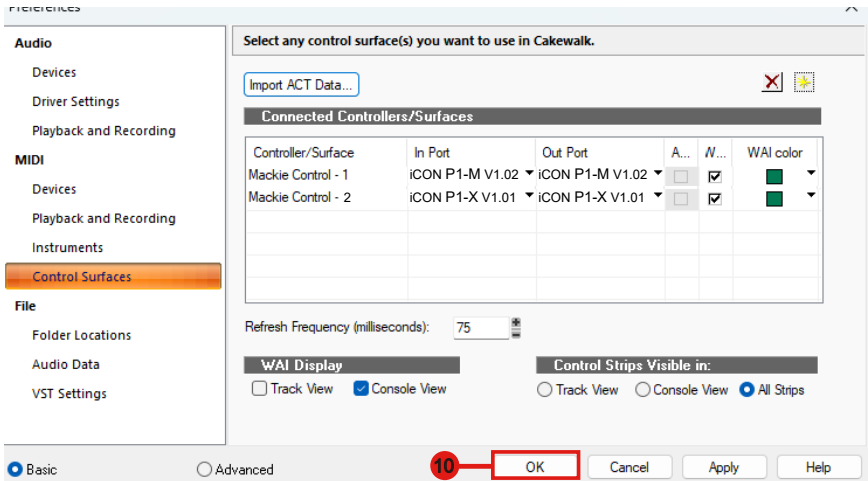 Preferences
Audio
Devices
Driver Settings
Playback and Recording
MIDI
Devices
Playback and Recording
Instruments
Control Surfaces
File
Folder Locations
Audio Data
VST Settings
Select any control surface(s) you want to use in Cakewalk.
Import ACT Data...
Connected Controllers/Surfaces
Controller/Surface In Port Out Port A... W... WAI color
Mackie Control - 1 iCON P1-M V1.02 iCON P1-M V1.02
Mackie Control - 2 iCON P1-X V1.01 iCON P1-X V1.01
Refresh Frequency (milliseconds): 75
WAI Display Control Strips Visible in:
Track View Console View Track View Console View All Strips
Basic Advanced 10 OK Cancel Apply Help